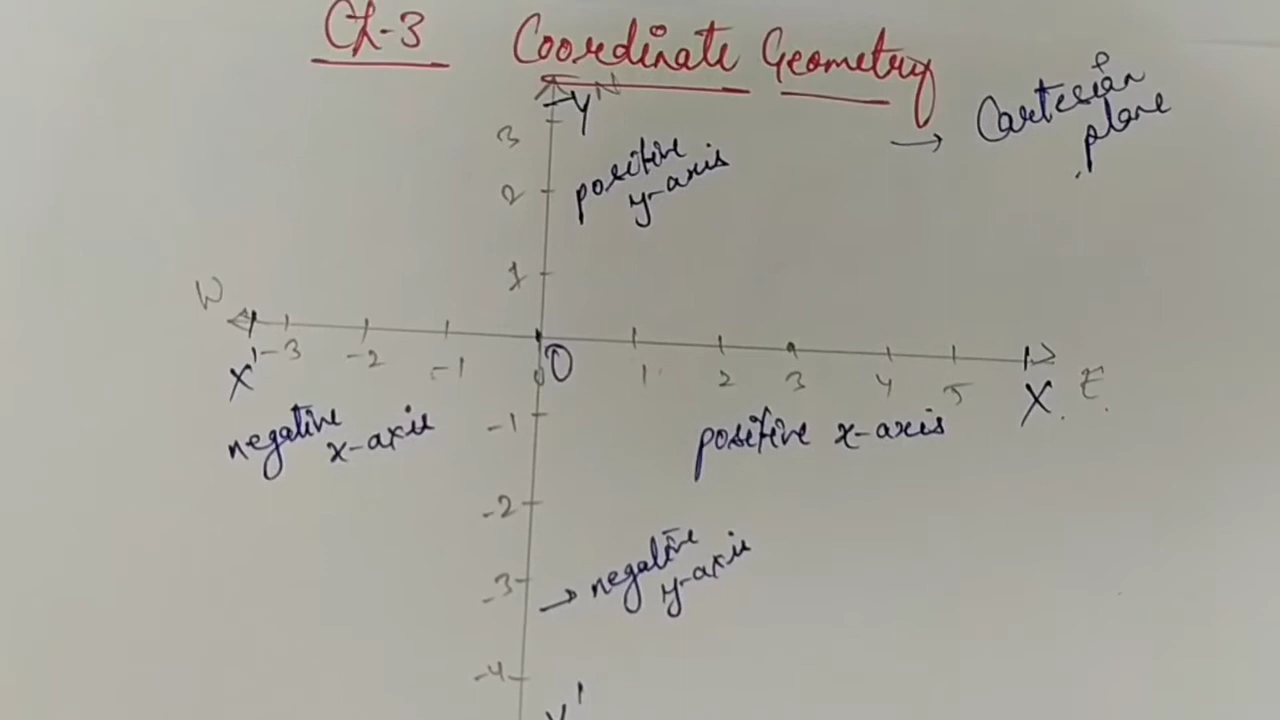 Ch-3 Coordinate Geometry
N
Y
→ Cartesian
plane
3
positive
y-axis
2
1
W
X' -3 -2 -1 0 O 1 2 3 4 5 X E
negative
x-axis
positive x-axis
-1
-2
-3
→ negative
y-axis
-4
Y'